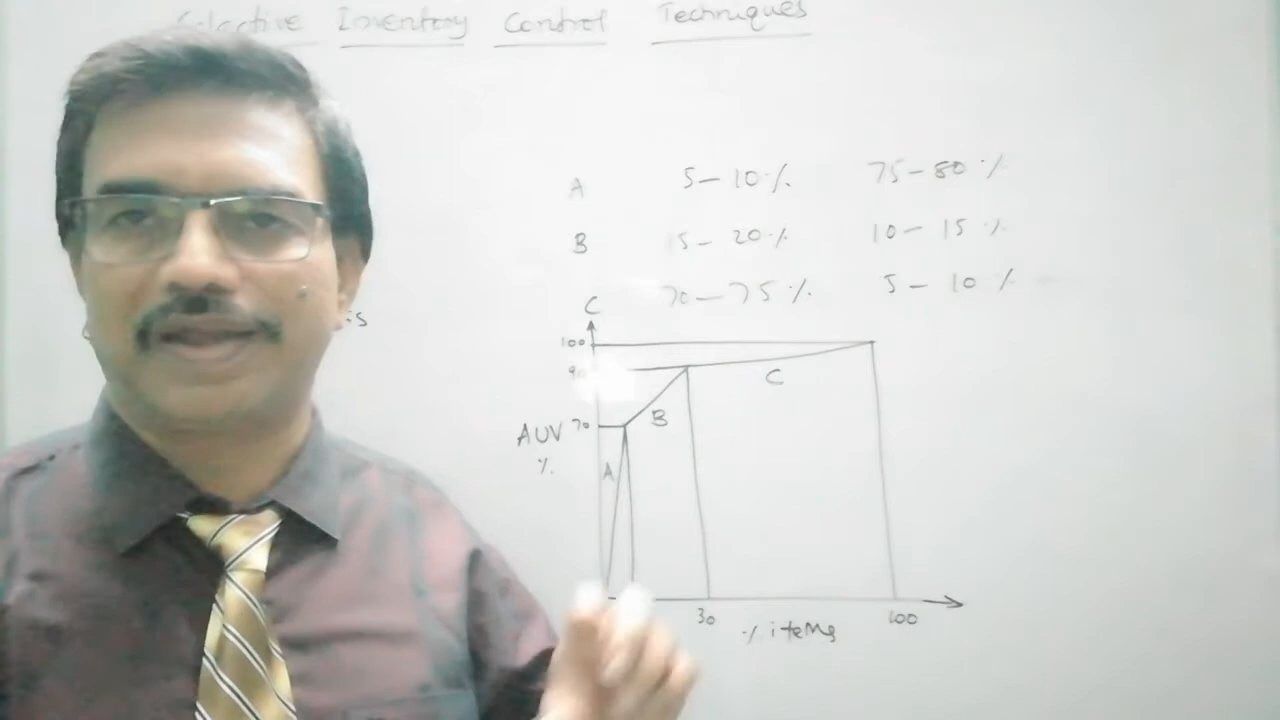 Selective Inventory Control Techniques
A 5-10% 75-80%
B 15-20% 10-15%
C 70-75% 5-10%
is
100
90
C
AUV 70 B
%
A
30 100
% items